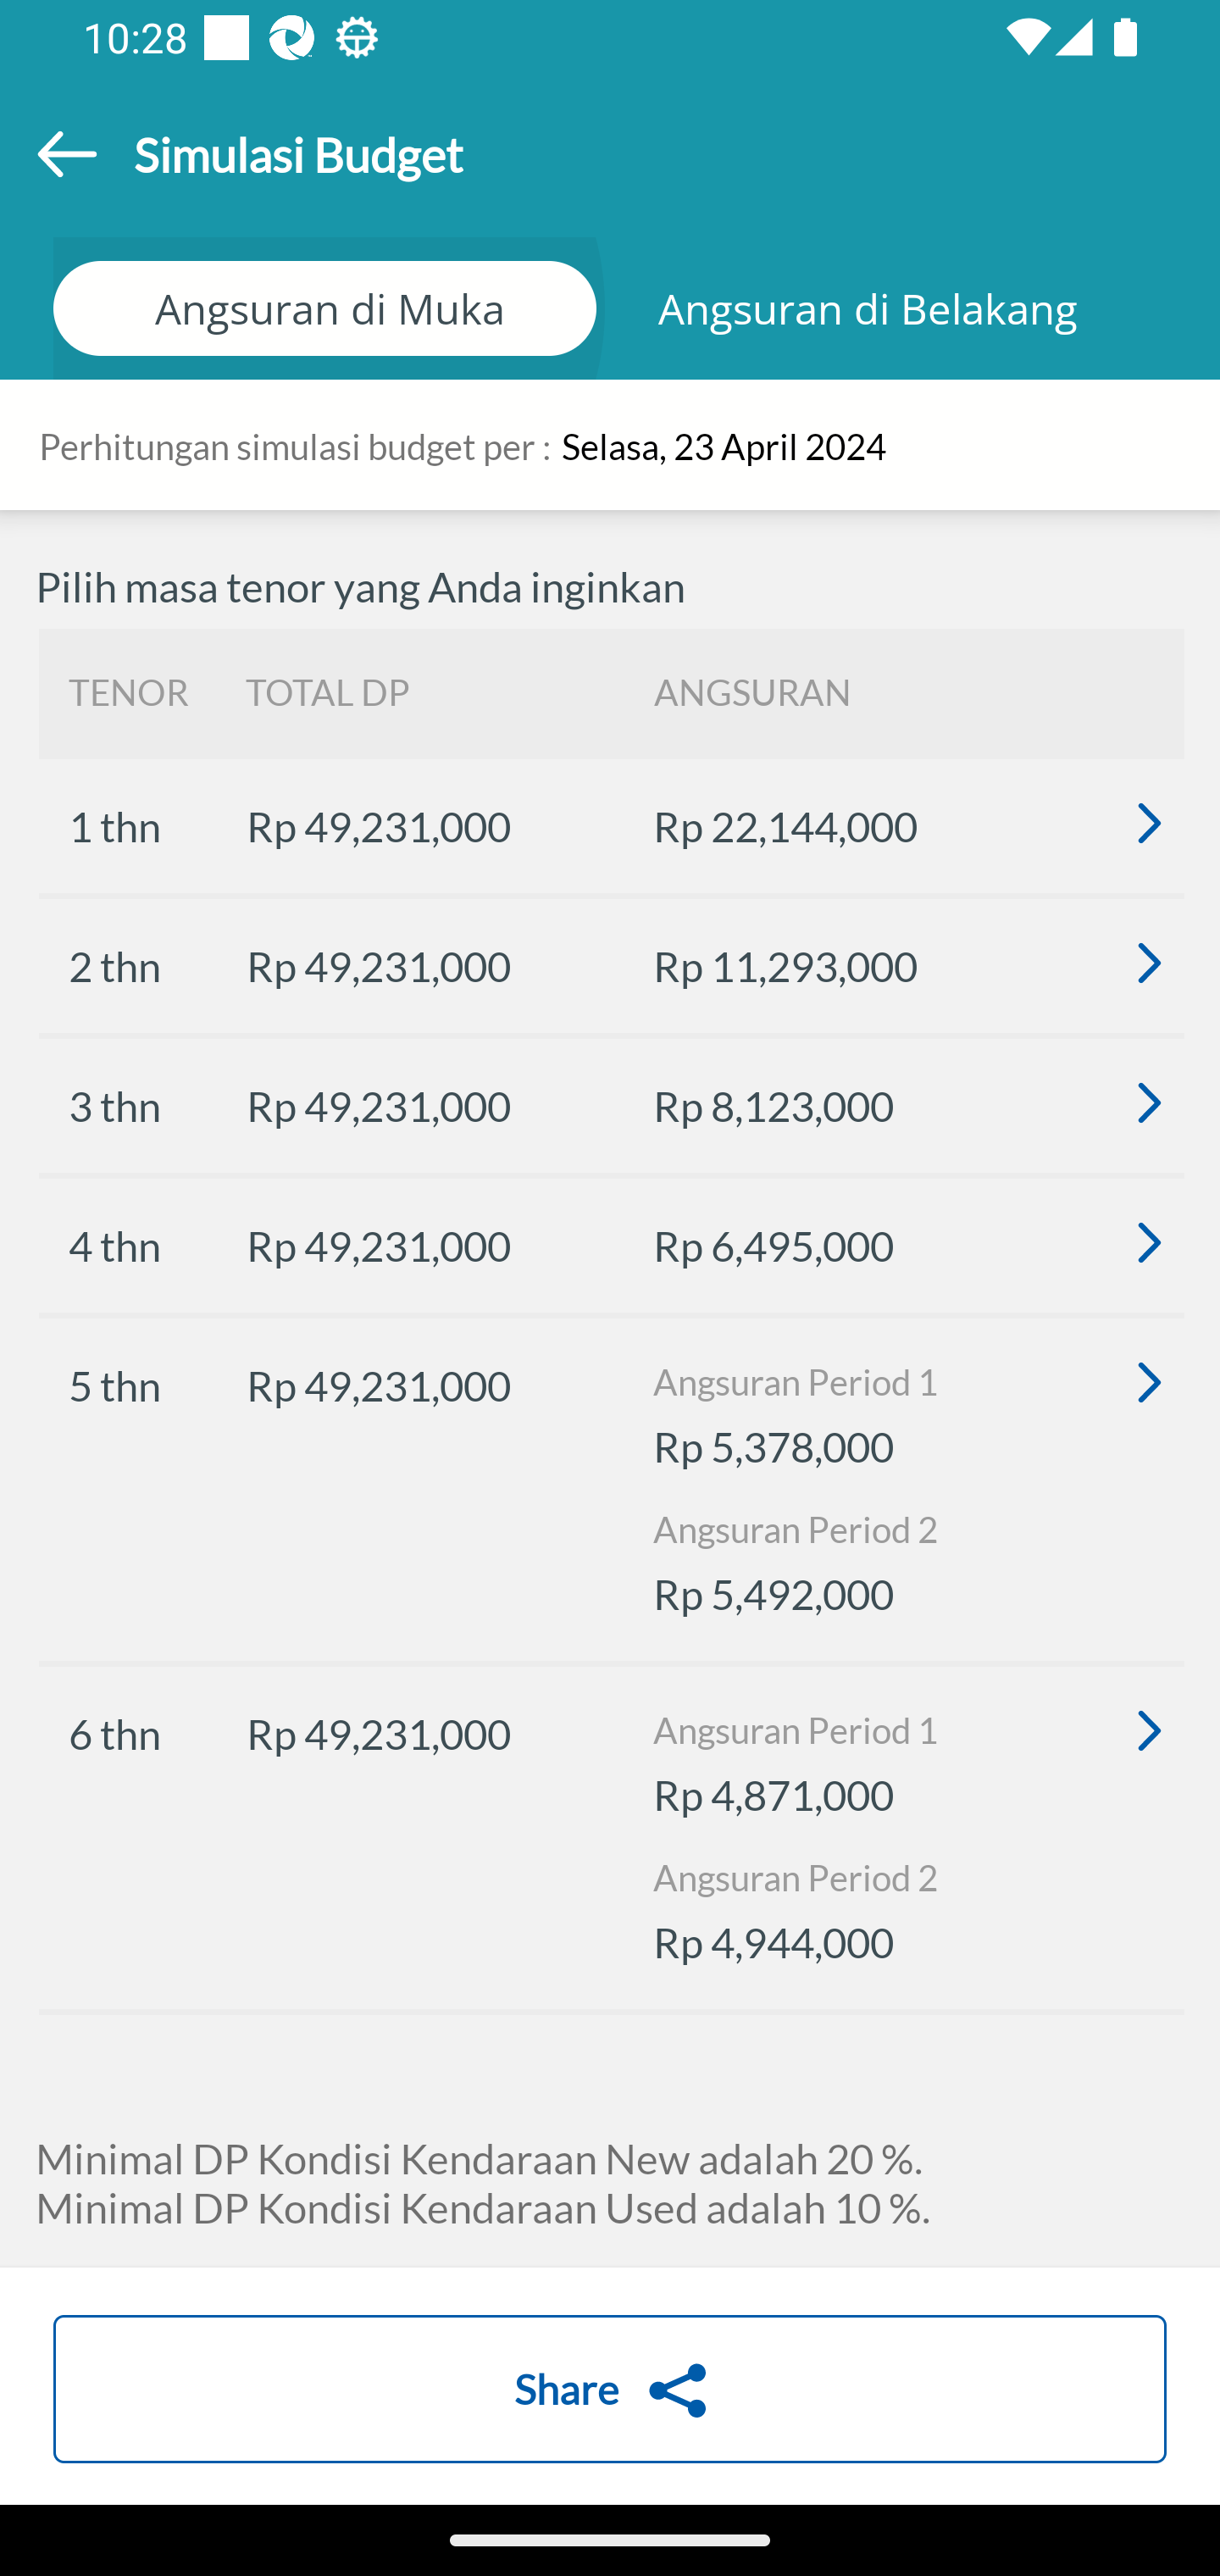 10:28
Simulasi Budget
Angsuran di Muka Angsuran di Belakang
Perhitungan simulasi budget per : Selasa, 23 April 2024
Pilih masa tenor yang Anda inginkan
TENOR TOTAL DP ANGSURAN
1 thn Rp 49,231,000 Rp 22,144,000
2 thn Rp 49,231,000 Rp 11,293,000
3 thn Rp 49,231,000 Rp 8,123,000
4 thn Rp 49,231,000 Rp 6,495,000
5 thn Rp 49,231,000 Angsuran Period 1
Rp 5,378,000
Angsuran Period 2
Rp 5,492,000
6 thn Rp 49,231,000 Angsuran Period 1
Rp 4,871,000
Angsuran Period 2
Rp 4,944,000
Minimal DP Kondisi Kendaraan New adalah 20 %.
Minimal DP Kondisi Kendaraan Used adalah 10 %.
Share